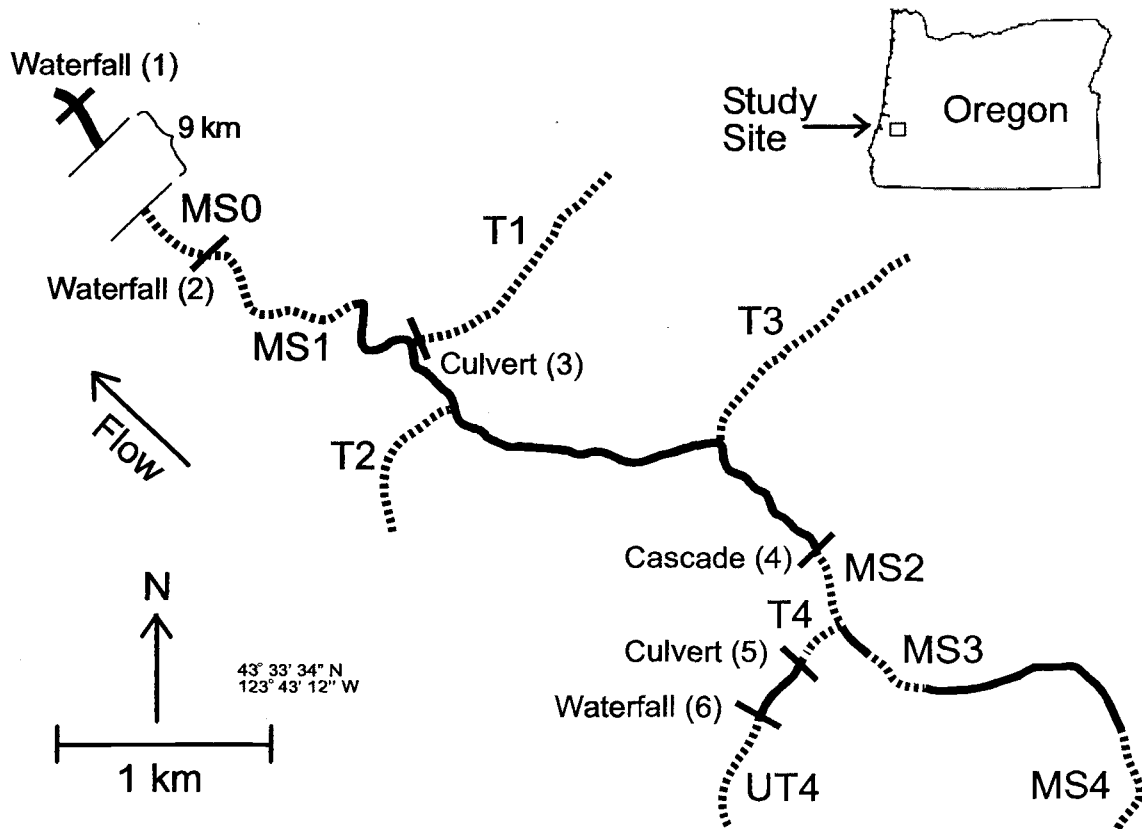 Waterfall (1)
9 km
Study
Site
Oregon
MS0
T1
Waterfall (2)
MS1
T3
Culvert (3)
Flow
T2
Cascade (4)
MS2
N
T4
Culvert (5)
MS3
43° 33' 34" N
123° 43' 12" W
Waterfall (6)
1 km
UT4
MS4